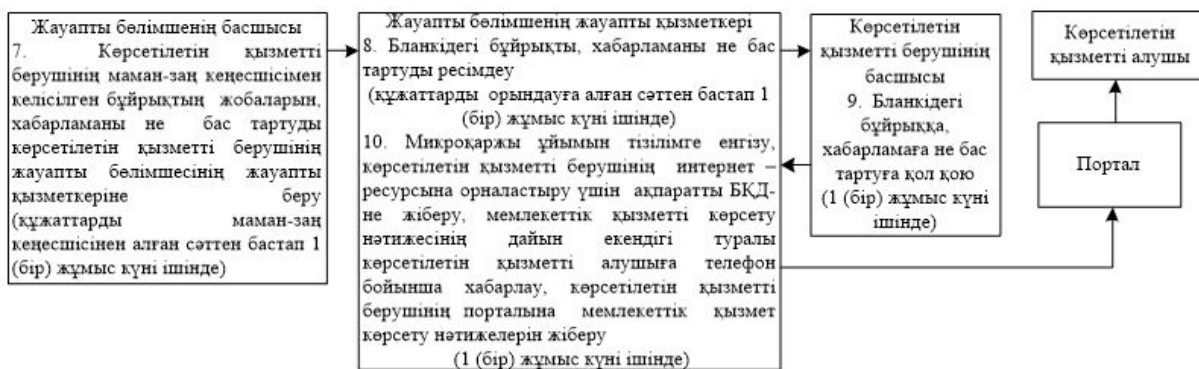 Жауапты бөлімшенің басшысы
7. Көрсетілетін қызметті
берушінің маман-заң кеңесшісімен
келісілген бұйрықтың жобаларын,
хабарламаны не бас тартуды
көрсетілетін қызметті берушінің
жауапты бөлімшесінің жауапты
қызметкеріне беру
(құжаттарды маман-заң
кеңесшісінен алған сәттен бастап 1
(бір) жұмыс күні ішінде)
Жауапты бөлімшенің жауапты қызметкері
8. Бланкідегі бұйрықты, хабарламаны не бас
тартуды ресімдеу
(құжаттарды орындауға алған сәттен бастап 1
(бір) жұмыс күні ішінде)
10. Микроқаржы ұйымын тізілімге енгізу,
көрсетілетін қызметті берушінің интернет –
ресурсына орналастыру үшін ақпаратты БҚД-
не жіберу, мемлекеттік қызметті көрсету
нәтижесінің дайын екендігі туралы
көрсетілетін қызметті алушыға телефон
бойынша хабарлау, көрсетілетін қызметті
берушінің порталына мемлекеттік қызмет
көрсету нәтижелерін жіберу
(1 (бір) жұмыс күні ішінде)
Көрсетілетін
қызметті берушінің
басшысы
9. Бланкідегі
бұйрыққа,
хабарламаға не бас
тартуға қол қою
(1 (бір) жұмыс күні
ішінде)
Көрсетілетін
қызметті алушы
Портал